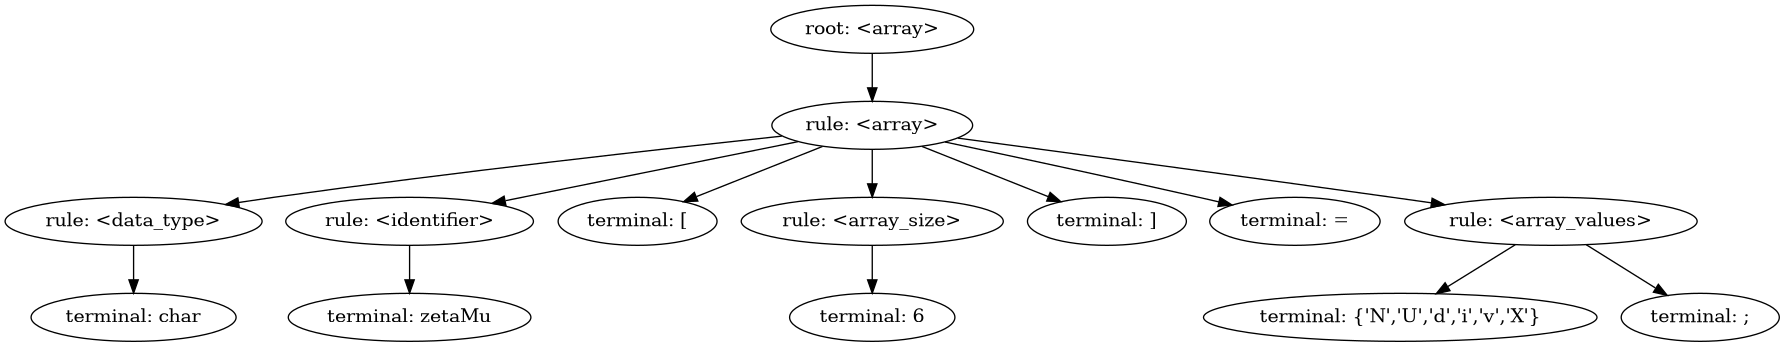 root: <array>
rule: <array>
rule: <data_type>
rule: <identifier>
terminal: [
rule: <array_size>
terminal: ]
terminal: =
rule: <array_values>
terminal: char
terminal: zetaMu
terminal: 6
terminal: {'N','U','d','i','v','X'}
terminal: ;